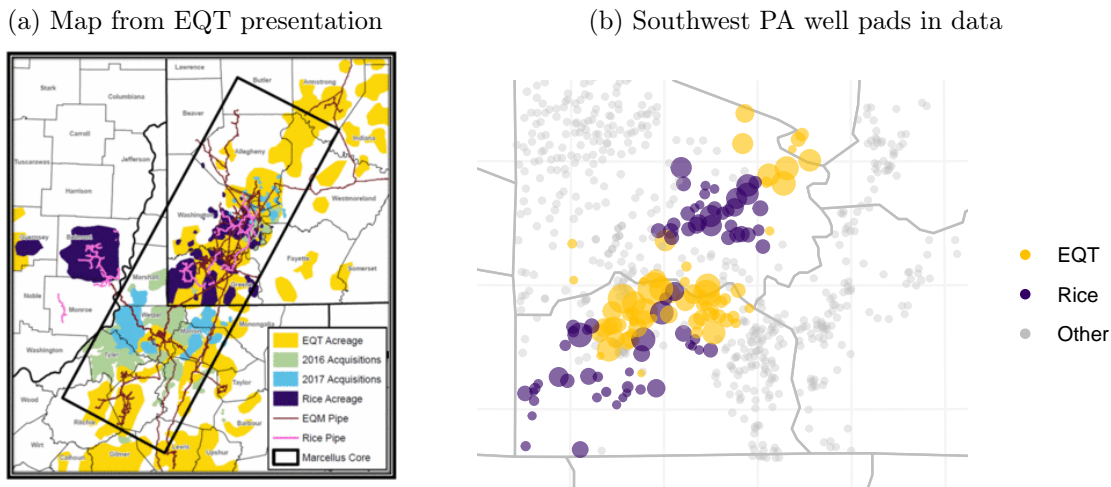 (a) Map from EQT presentation
(b) Southwest PA well pads in data
Lawrence
Butler
Armstrong
Stark
Columbiana
Beaver
Carroll
Indiana
Tuscarawas
Jefferson
Allegheny
Harrison
Westmoreland
Washington
Guernsey
Belmont
Fayette
Somerset
Marshall
Greene
Noble
Monroe
Wetzel
Monongalia
Marion
Washington
Tyler
Taylor
Wood
Ritchie
Barbour
Wirt
Lewis
Upshur
Calhoun
Gilmer
EQT Acreage
2016 Acquisitions
2017 Acquisitions
Rice Acreage
EQM Pipe
Rice Pipe
Marcellus Core
EQT
Rice
Other